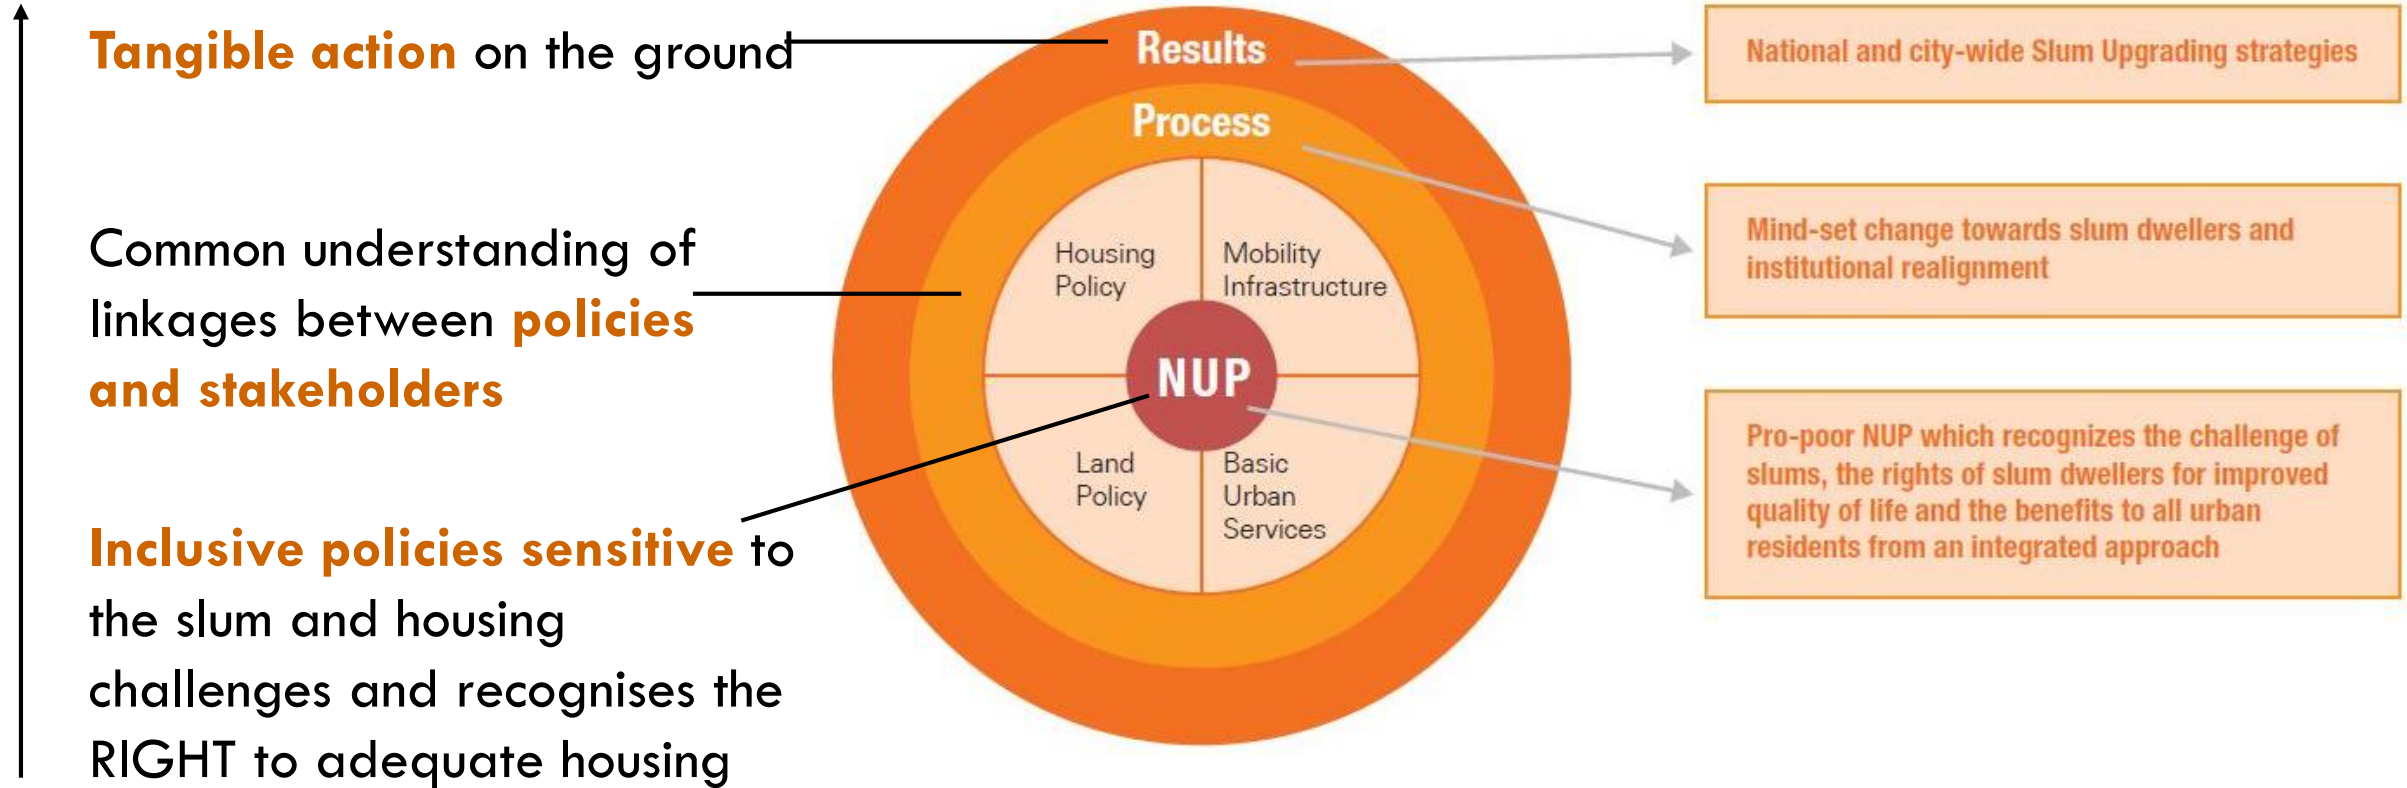 Tangible action on the ground
Common understanding of
linkages between policies
and stakeholders
Inclusive policies sensitive to
the slum and housing
challenges and recognises the
RIGHT to adequate housing
Results
Process
Housing
Policy
Mobility
Infrastructure
NUP
Land
Policy
Basic
Urban
Services
National and city-wide Slum Upgrading strategies
Mind-set change towards slum dwellers and
institutional realignment
Pro-poor NUP which recognizes the challenge of
slums, the rights of slum dwellers for improved
quality of life and the benefits to all urban
residents from an integrated approach